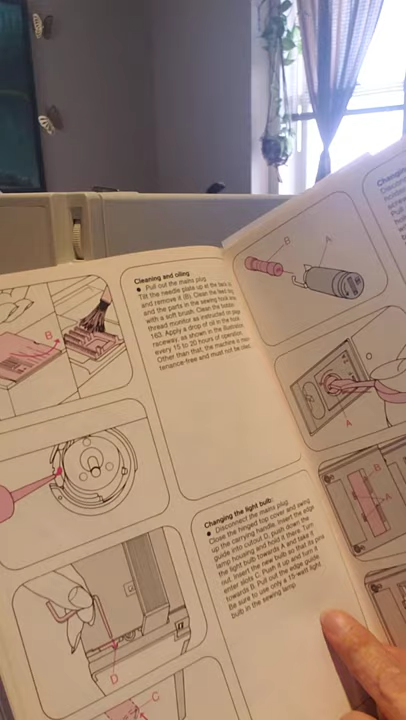 Cleaning and oiling
● Pull out the mains plug.
Tilt the needle plate up at the back
and remove it (B). Clean the feed dog
and the parts in the sewing hook area
with a soft brush. Clean the bobbin
thread monitor as instructed on page
163. Apply a drop of oil in the hook
raceway, as shown in the illustration,
every 15 to 20 hours of operation.
Other than that, the machine is main-
tenance-free and must not be oiled.
B
Changing the light bulb:
● Disconnect the mains plug.
Close the hinged top cover and swing
up the carrying handle. Insert the edge
guide into cutout D, push down the
lamp housing and hold it there. Turn
the light bulb towards A and take it
out. Insert the new bulb so that its pins
enter slots C. Push it up and turn it
towards B. Pull out the edge guide.
Be sure to use only a 15-watt light
bulb in the sewing lamp.
D
C
B
A
A
B
A
Changing